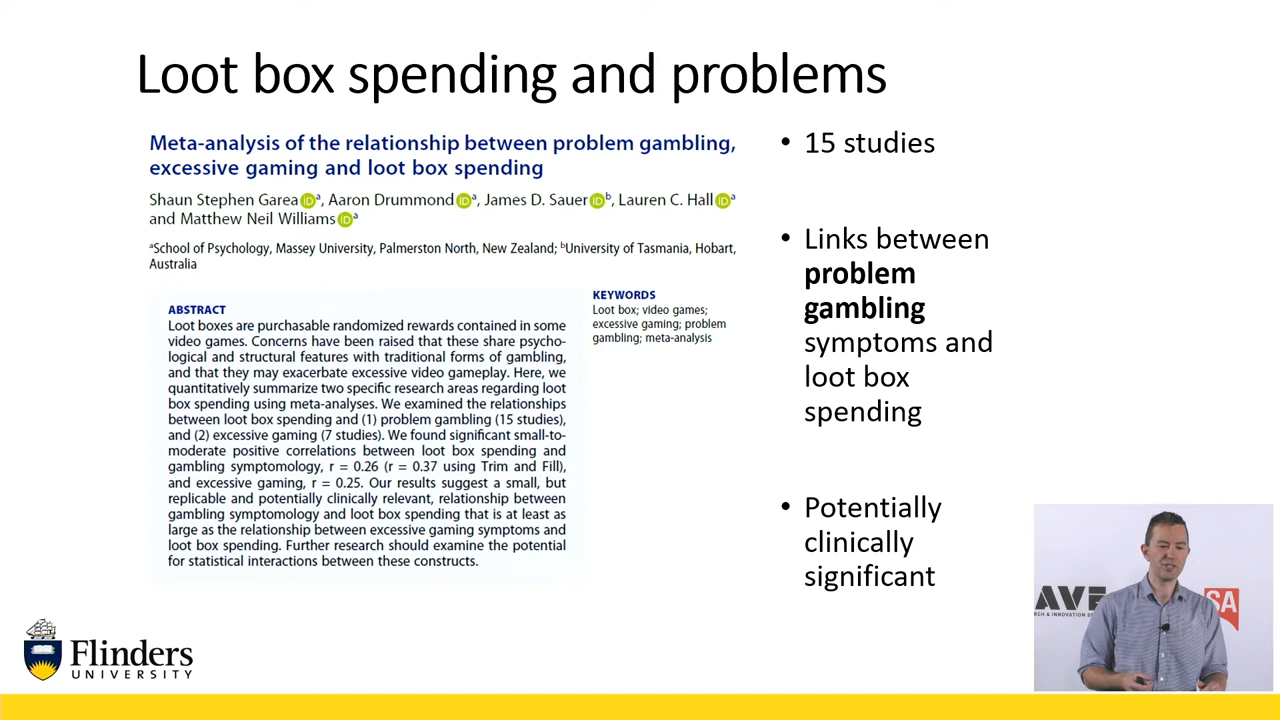 Loot box spending and problems
Meta-analysis of the relationship between problem gambling,
excessive gaming and loot box spending
Shaun Stephen Garea iDᵃ, Aaron Drummond iDᵃ, James D. Sauer iDᵇ, Lauren C. Hall iDᵃ
and Matthew Neil Williams iDᵃ
ᵃSchool of Psychology, Massey University, Palmerston North, New Zealand; ᵇUniversity of Tasmania, Hobart,
Australia
ABSTRACT
Loot boxes are purchasable randomized rewards contained in some
video games. Concerns have been raised that these share psycho-
logical and structural features with traditional forms of gambling,
and that they may exacerbate excessive video gameplay. Here, we
quantitatively summarize two specific research areas regarding loot
box spending using meta-analyses. We examined the relationships
between loot box spending and (1) problem gambling (15 studies),
and (2) excessive gaming (7 studies). We found significant small-to-
moderate positive correlations between loot box spending and
gambling symptomology, r = 0.26 (r = 0.37 using Trim and Fill),
and excessive gaming, r = 0.25. Our results suggest a small, but
replicable and potentially clinically relevant, relationship between
gambling symptomology and loot box spending that is at least as
large as the relationship between excessive gaming symptoms and
loot box spending. Further research should examine the potential
for statistical interactions between these constructs.
KEYWORDS
Loot box; video games;
excessive gaming; problem
gambling; meta-analysis
• 15 studies
• Links between
problem
gambling
symptoms and
loot box
spending
• Potentially
clinically
significant
AVE
SA
Flinders
UNIVERSITY